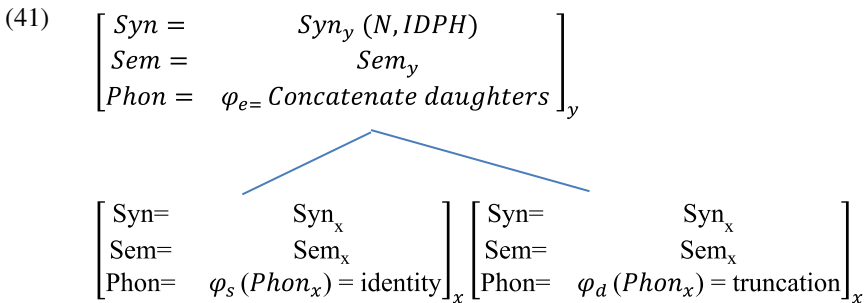 (41)
Syn = Syn_y (N, IDPH)
Sem = Sem_y
Phon = φ_e= Concatenate daughters
y
Syn= Syn_x Syn= Syn_x
Sem= Sem_x Sem= Sem_x
Phon= φ_s (Phon_x) = identity x Phon= φ_d (Phon_x) = truncation x